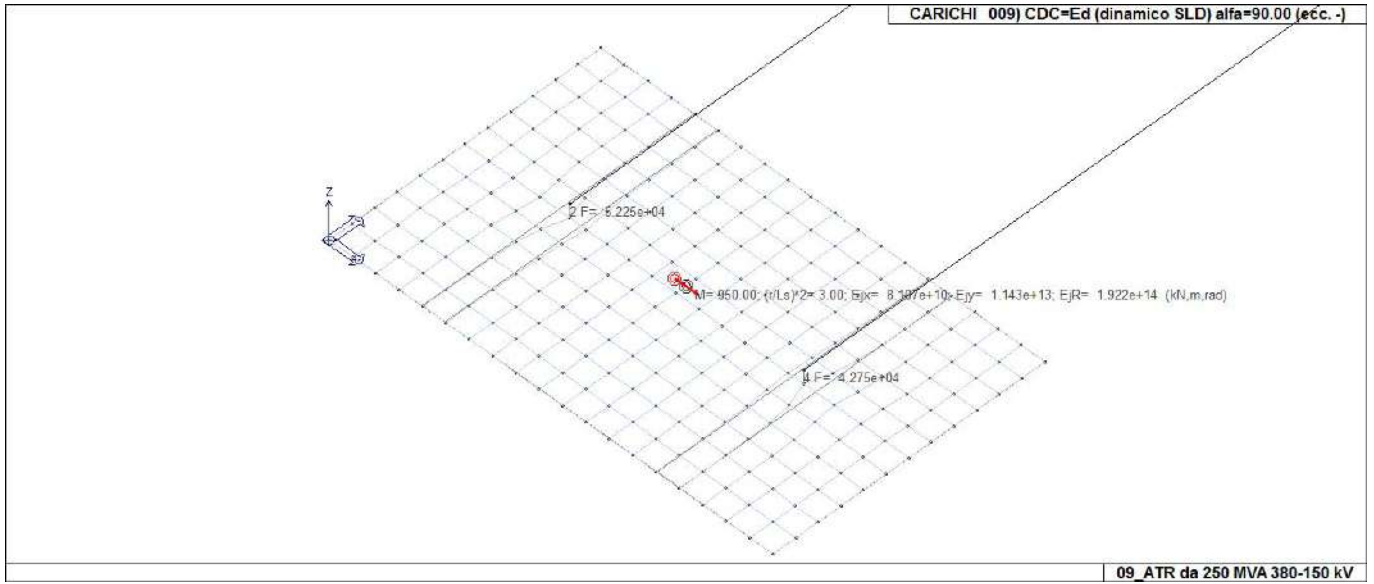 CARICHI 009) CDC=Ed (dinamico SLD) alfa=90.00 (ecc. -)
Z
2 F= 5.225e+04
M= 950.00; (r/Ls)^2= 3.00; Ejx= 8.107e+10; Ejy= 1.143e+13; EjR= 1.922e+14 (kN,m,rad)
4 F= 4.275e+04
09_ATR da 250 MVA 380-150 kV